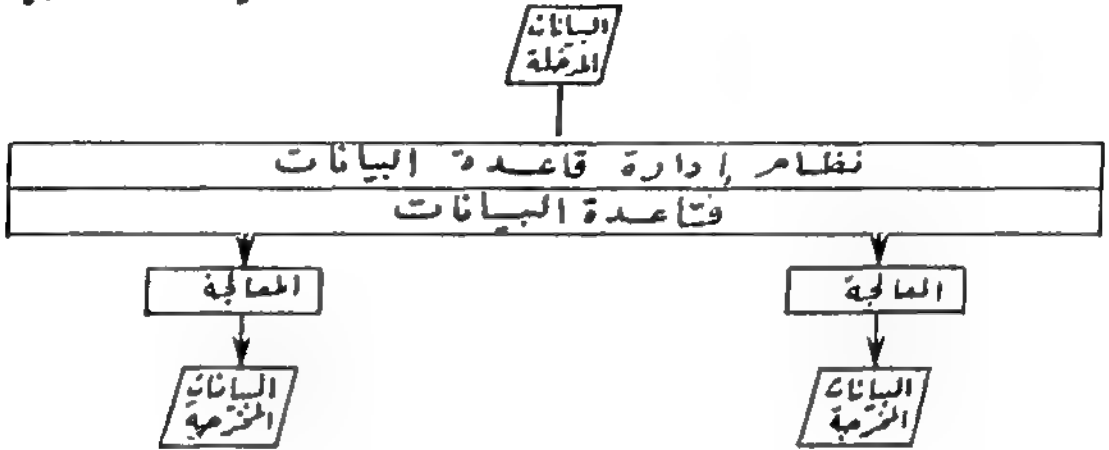 البيانات
المدخلة
نظام إدارة قاعدة البيانات
قاعدة البيانات
المعالجة
المعالجة
البيانات
المخرجة
البيانات
المخرجة